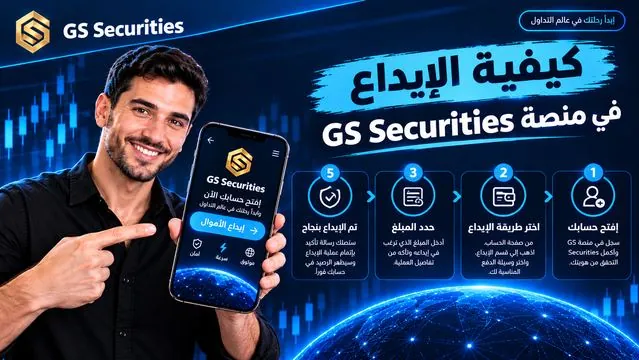 GS Securities
إبدأ رحلتك في عالم التداول
كيفية الإيداع
في منصة GS Securities
1
إفتح حسابك
سجل في منصة GS
Securities وأكمل
التحقق من هويتك.
2
اختر طريقة الإيداع
من صفحة الحساب،
اذهب إلى قسم الإيداع،
واختر وسيلة الدفع
المناسبة لك.
3
حدد المبلغ
أدخل المبلغ الذي ترغب
في إيداعه وتأكد من
تفاصيل العملية.
5
تم الإيداع بنجاح
ستصلك رسالة تأكيد
بإتمام عملية الإيداع
وسيظهر الرصيد في
حسابك فوراً.
GS Securities
إفتح حسابك الآن
وابدأ رحلتك في عالم التداول
إيداع الأموال
موثوق
سرعة
أمان